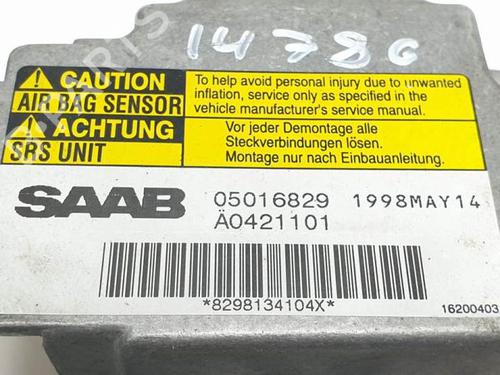 14786
CAUTION
AIR BAG SENSOR
To help avoid personal injury due to unwanted
inflation, service only as specified in the
vehicle manufacturer's service manual.
ACHTUNG
SRS UNIT
Vor jeder Demontage alle
Steckverbindungen lösen.
Montage nur nach Einbauanleitung.
SAAB 05016829 1998MAY14
Ä0421101
*8298134104X*
16200403